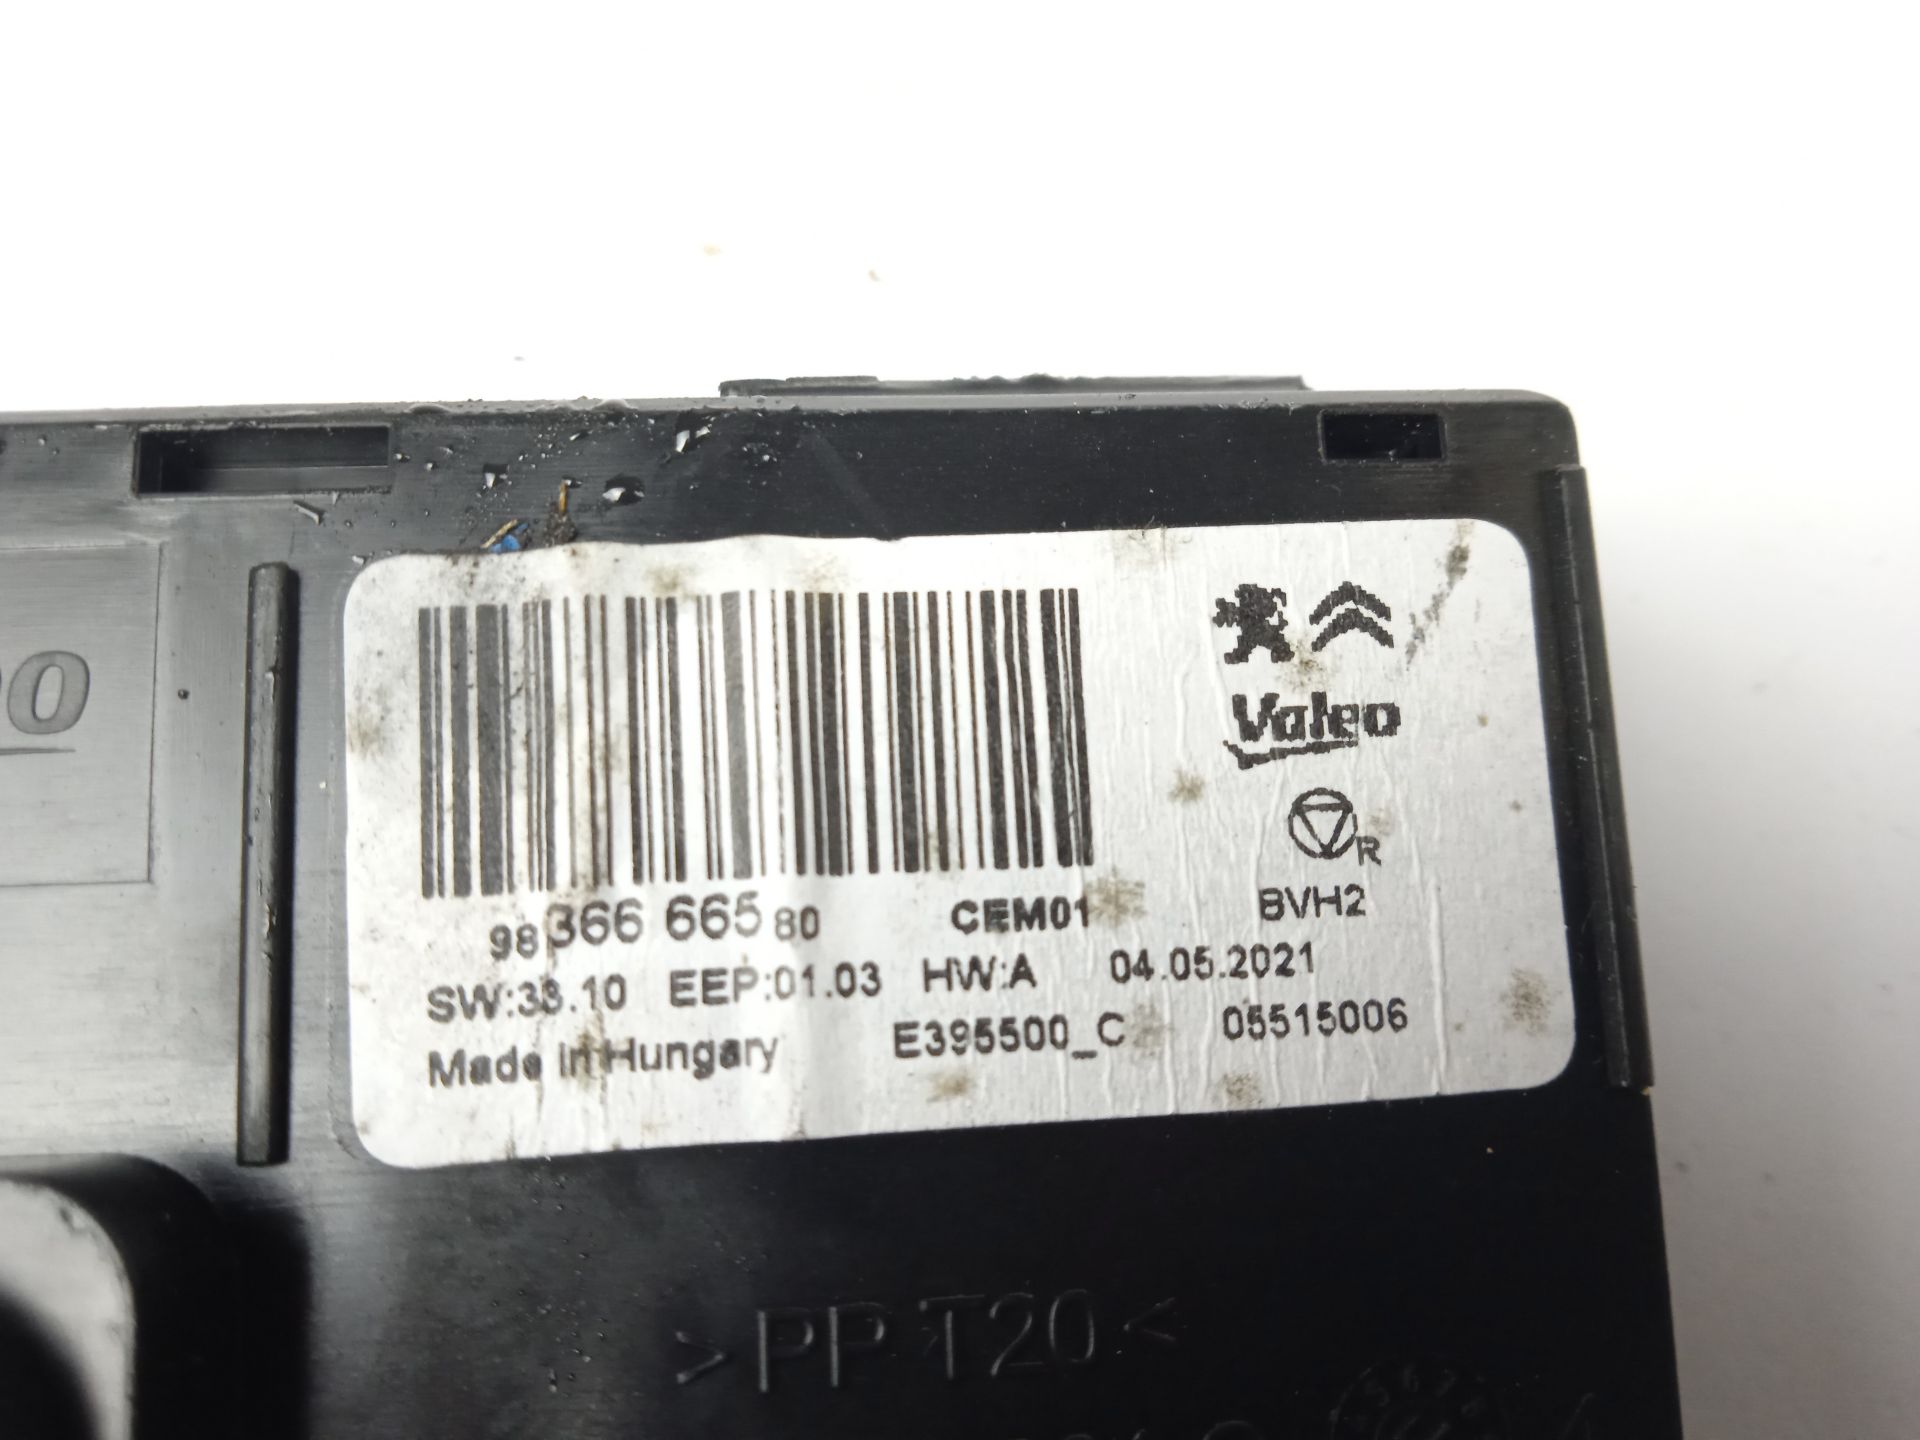 Valeo
R
BVH2
98 366 665 80 CEM01
SW:38.10 EEP:01.03 HW:A 04.05.2021
Made in Hungary E395500_C 05515006
>PP T20<